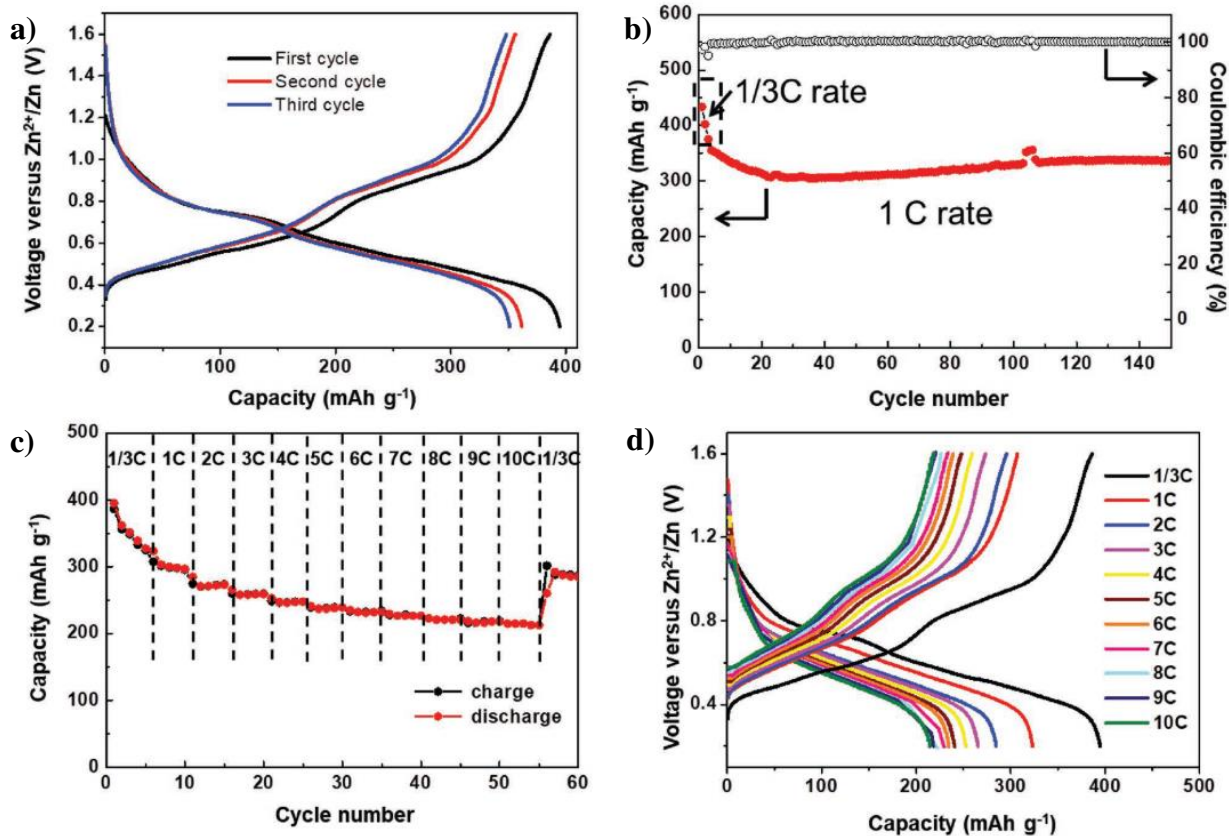 a)
1.6
1.4
1.2
1.0
0.8
0.6
0.4
0.2
Voltage versus Zn²⁺/Zn (V)
First cycle
Second cycle
Third cycle
0 100 200 300 400
Capacity (mAh g⁻¹)
b)
600
500
400
300
200
100
0
Capacity (mAh g⁻¹)
1/3C rate
1 C rate
100
80
60
40
20
0
Coulombic efficiency (%)
0 20 40 60 80 100 120 140
Cycle number
c)
500
400
300
200
100
0
Capacity (mAh g⁻¹)
1/3C 1C 2C 3C 4C 5C 6C 7C 8C 9C 10C 1/3C
charge
discharge
0 10 20 30 40 50 60
Cycle number
d)
1.6
1.2
0.8
0.4
Voltage versus Zn²⁺/Zn (V)
1/3C
1C
2C
3C
4C
5C
6C
7C
8C
9C
10C
0 100 200 300 400 500
Capacity (mAh g⁻¹)